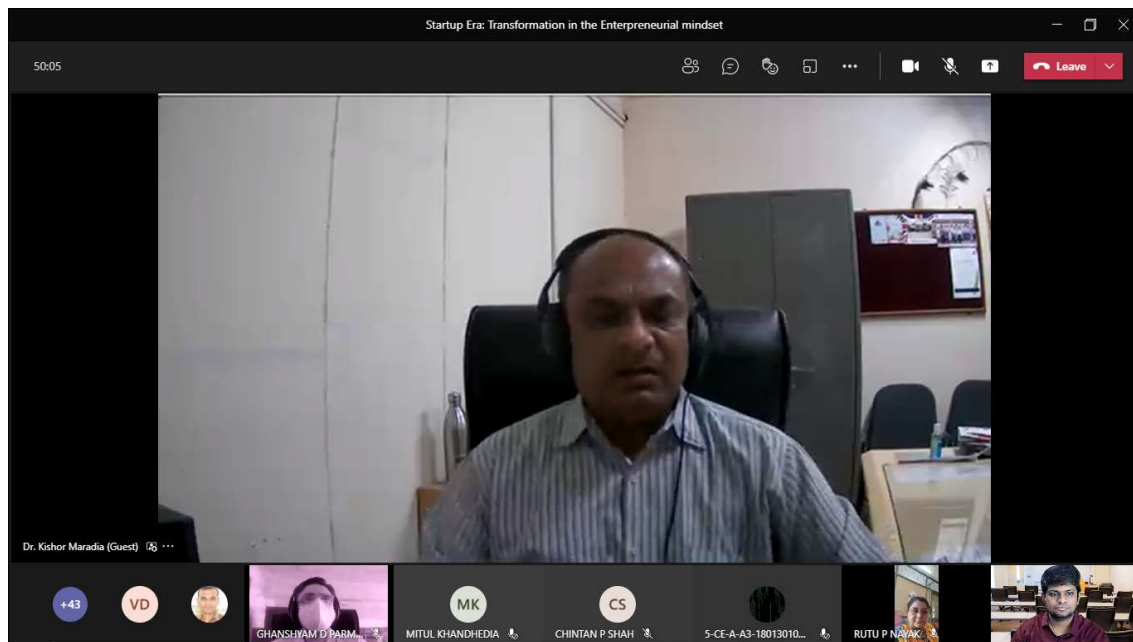 Startup Era: Transformation in the Enterpreneurial mindset
50:05
Leave
Dr. Kishor Maradia (Guest)
+43
VD
MK
CS
GHANSHYAM D PARM...
MITUL KHANDHEDIA
CHINTAN P SHAH
5-CE-A-A3-18013010...
RUTU P NAYAK